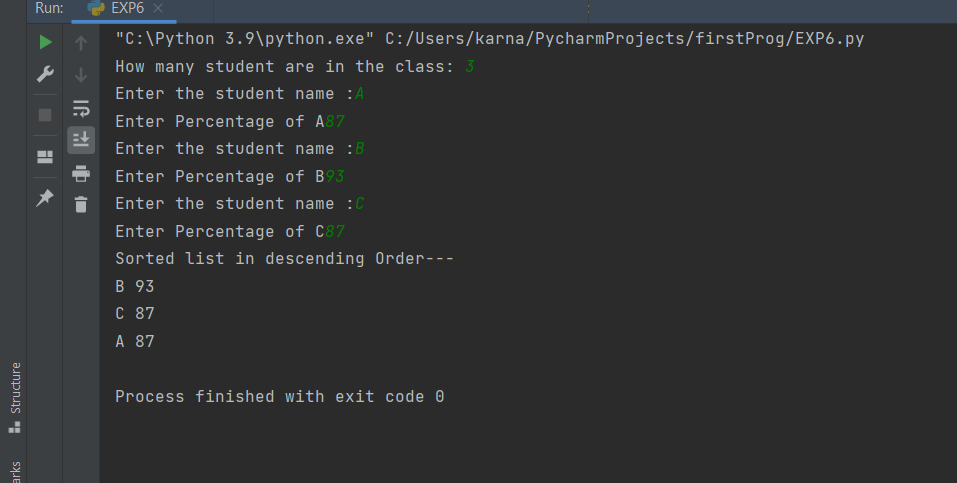 Run: EXP6
"C:\Python 3.9\python.exe" C:/Users/karna/PycharmProjects/firstProg/EXP6.py
How many student are in the class: 3
Enter the student name :A
Enter Percentage of A87
Enter the student name :B
Enter Percentage of B93
Enter the student name :C
Enter Percentage of C87
Sorted list in descending Order---
B 93
C 87
A 87
Process finished with exit code 0
Structure
arks